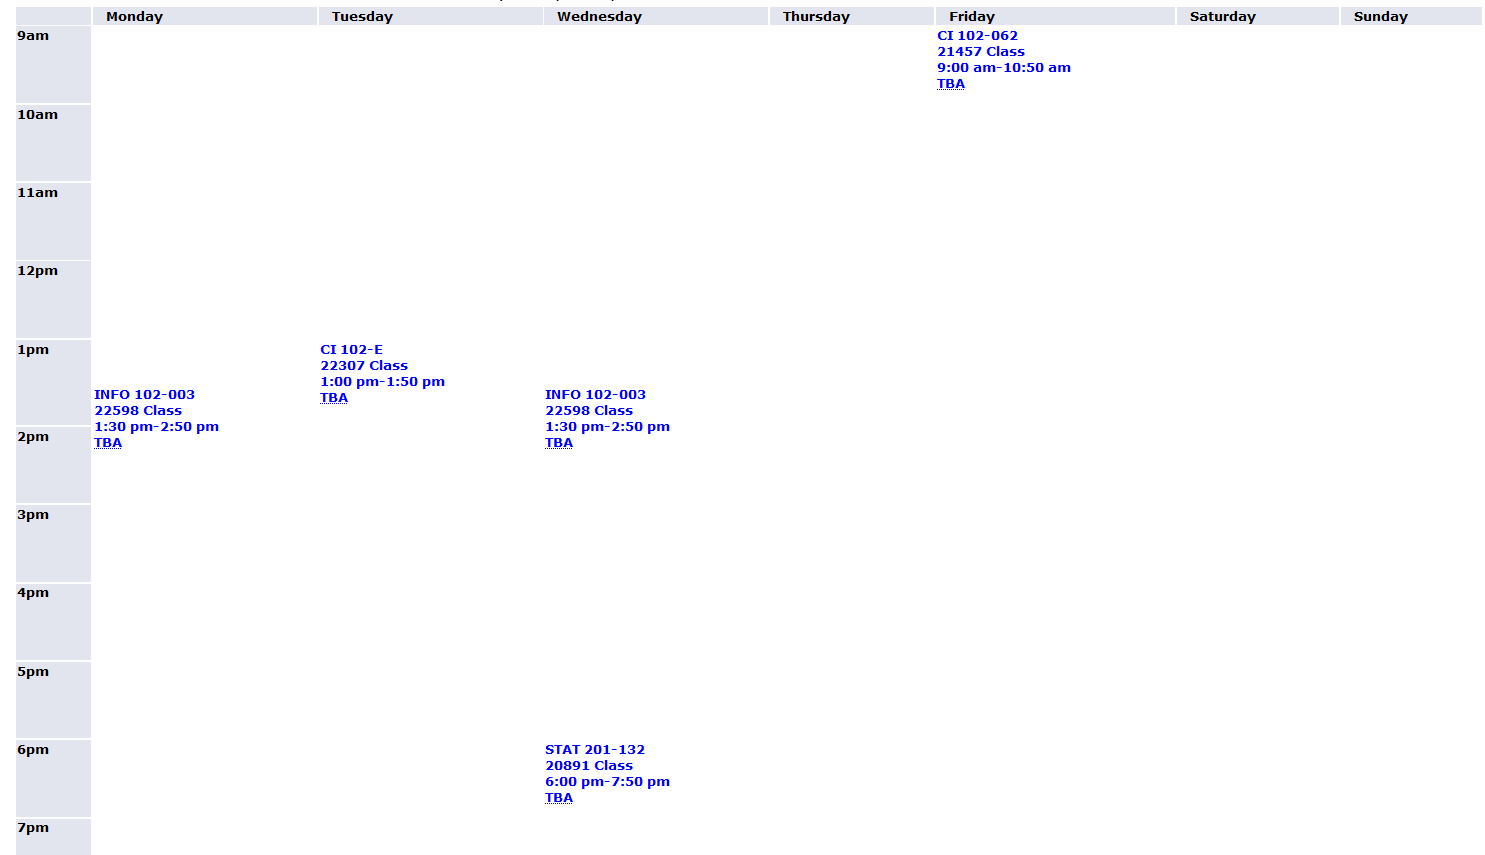 Monday Tuesday Wednesday Thursday Friday Saturday Sunday
9am
CI 102-062
21457 Class
9:00 am-10:50 am
TBA
10am
11am
12pm
1pm
CI 102-E
22307 Class
1:00 pm-1:50 pm
TBA
INFO 102-003
22598 Class
1:30 pm-2:50 pm
TBA
INFO 102-003
22598 Class
1:30 pm-2:50 pm
TBA
2pm
3pm
4pm
5pm
6pm
STAT 201-132
20891 Class
6:00 pm-7:50 pm
TBA
7pm